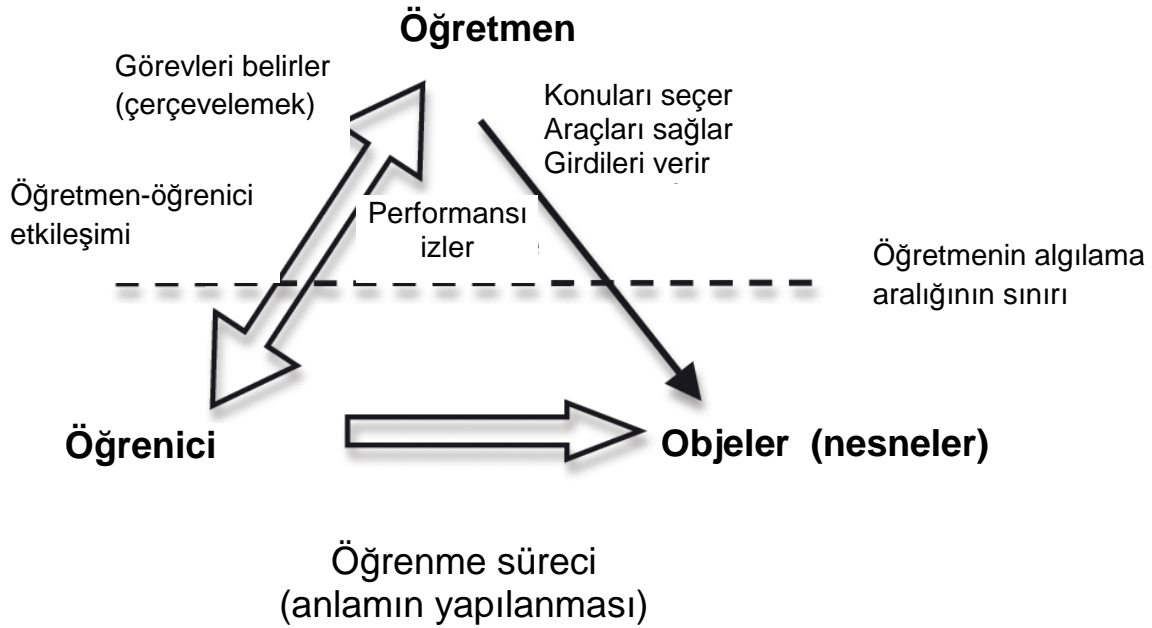 Öğretmen
Görevleri belirler
(çerçevelemek)
Konuları seçer
Araçları sağlar
Girdileri verir
Öğretmen-öğrenici
etkileşimi
Performansı
izler
Öğretmenin algılama
aralığının sınırı
Öğrenici
Objeler (nesneler)
Öğrenme süreci
(anlamın yapılanması)